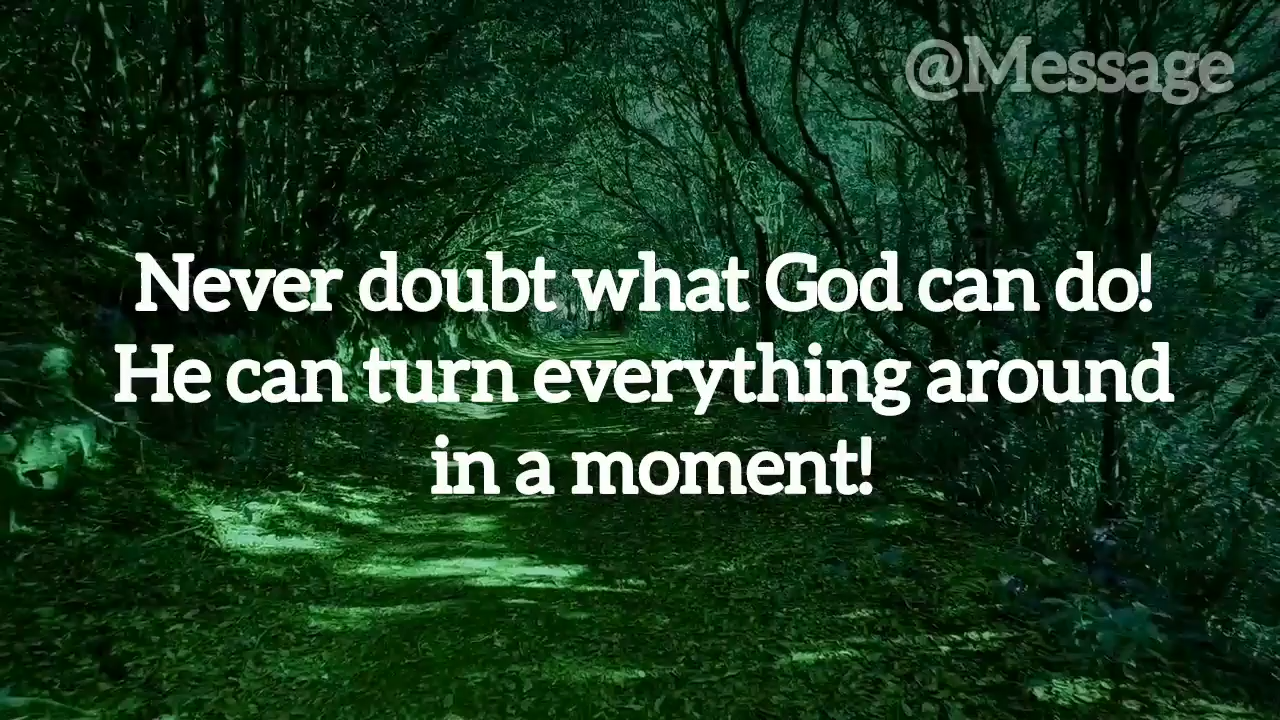 @Message
Never doubt what God can do!
He can turn everything around
in a moment!